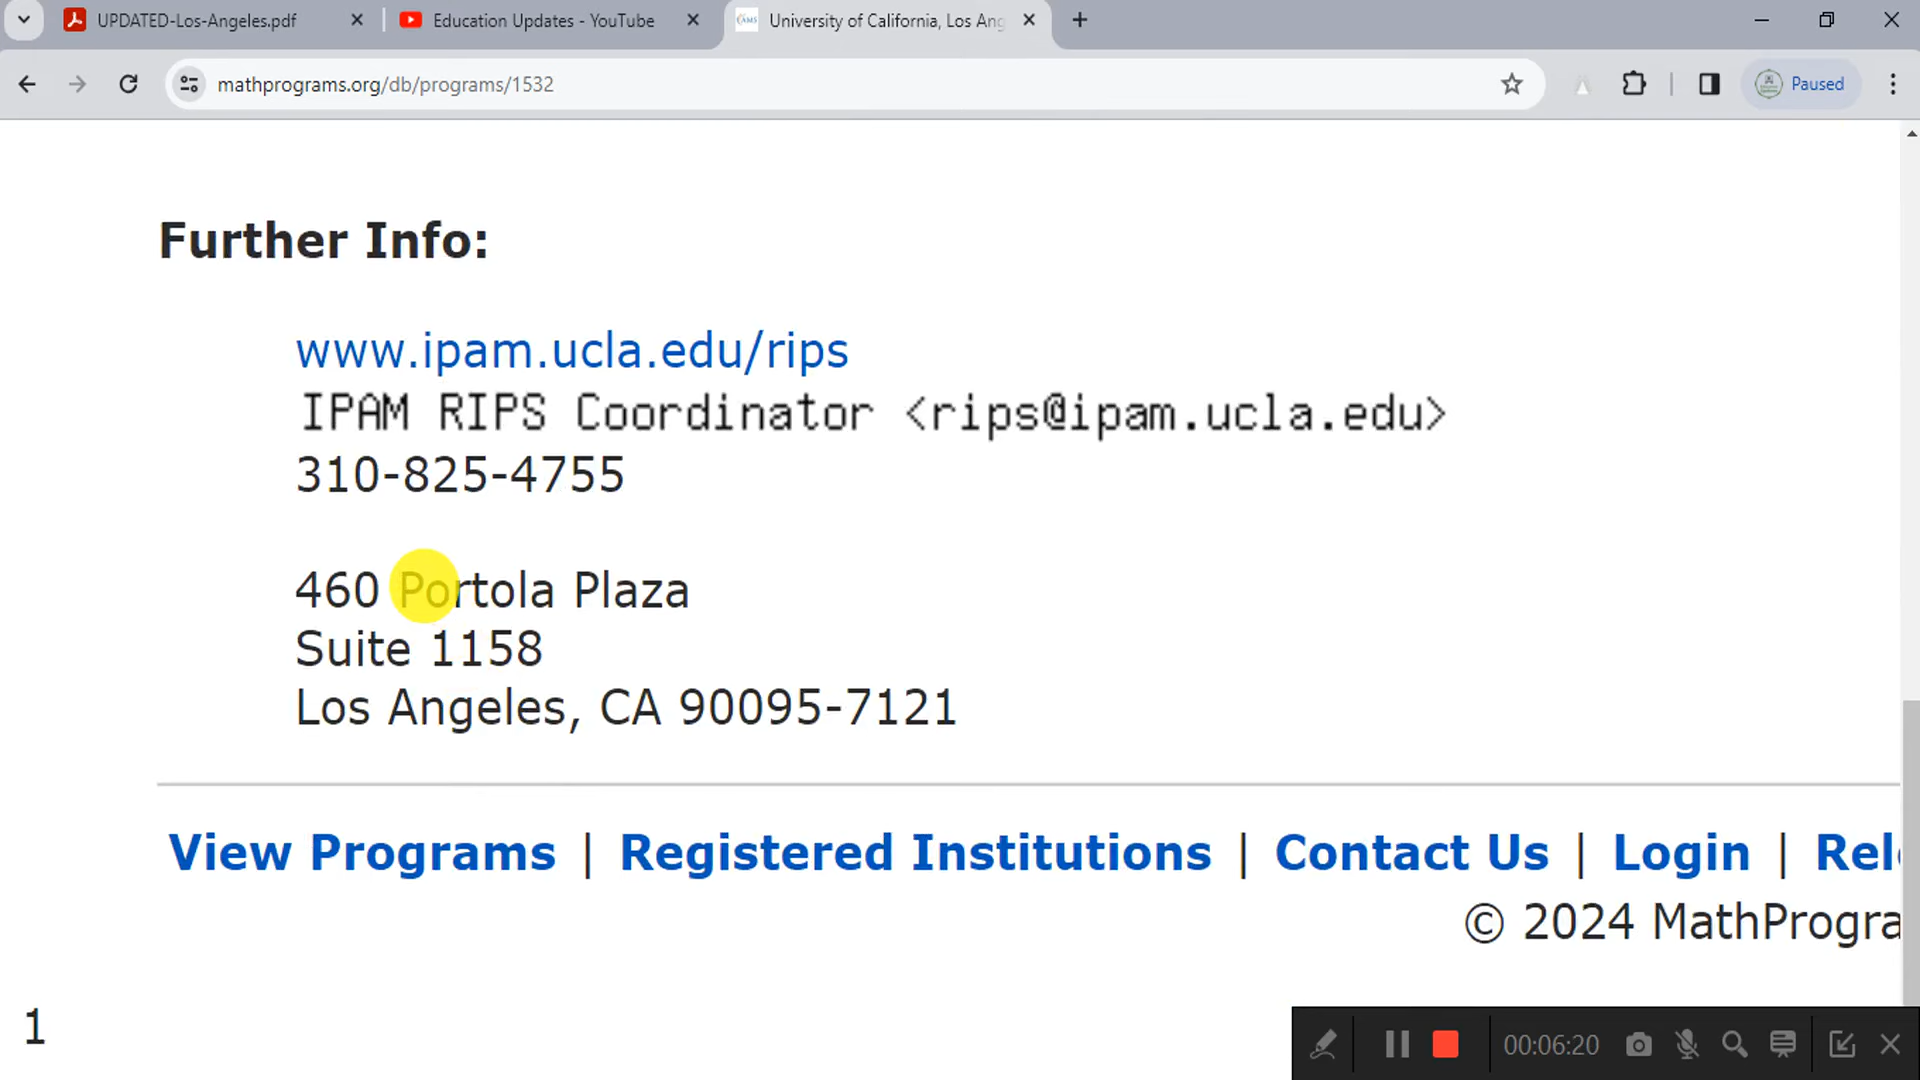 UPDATED-Los-Angeles.pdf
Education Updates - YouTube
University of California, Los Ang
mathprograms.org/db/programs/1532
Paused
Further Info:
www.ipam.ucla.edu/rips
IPAM RIPS Coordinator <rips@ipam.ucla.edu>
310-825-4755
460 Portola Plaza
Suite 1158
Los Angeles, CA 90095-7121
View Programs | Registered Institutions | Contact Us | Login | Rel
© 2024 MathProgra
1
00:06:20